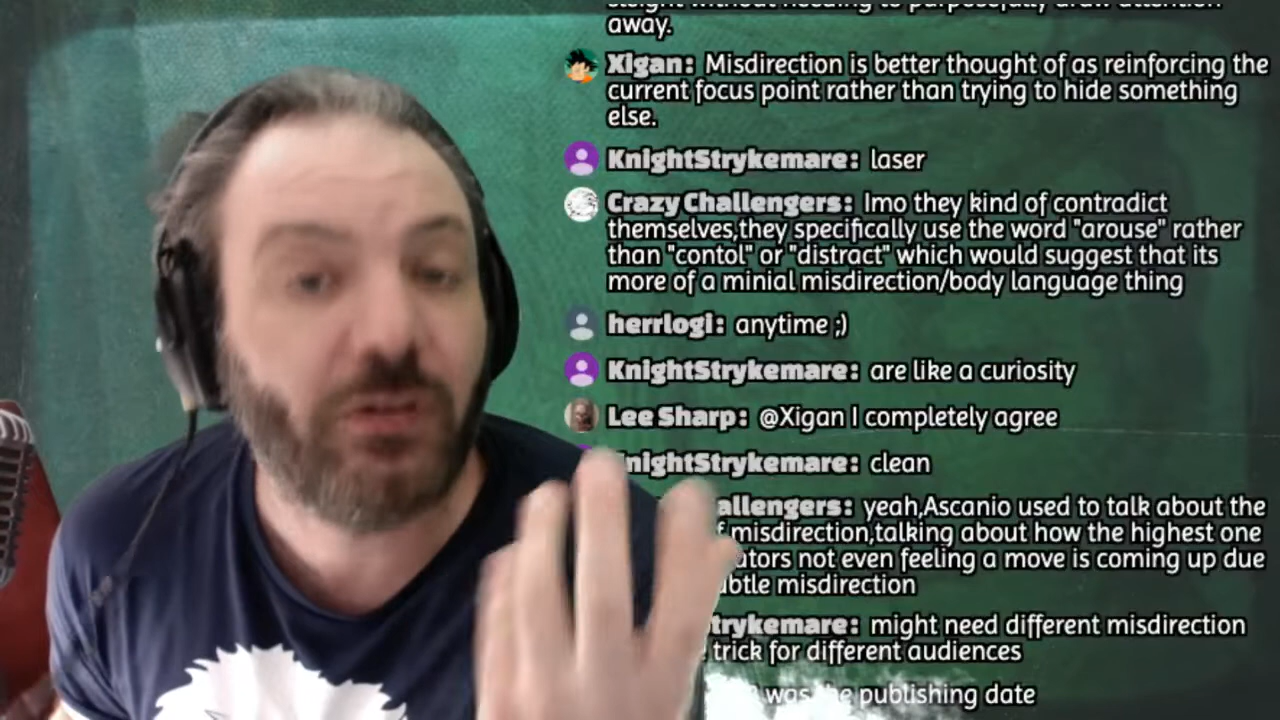 away.
Xigan: Misdirection is better thought of as reinforcing the
current focus point rather than trying to hide something
else.
KnightStrykemare: laser
Crazy Challengers: Imo they kind of contradict
themselves,they specifically use the word "arouse" rather
than "contol" or "distract" which would suggest that its
more of a minial misdirection/body language thing
herrlogi: anytime ;)
KnightStrykemare: are like a curiosity
Lee Sharp: @Xigan I completely agree
nightStrykemare: clean
allengers: yeah,Ascanio used to talk about the
misdirection,talking about how the highest one
ators not even feeling a move is coming up due
btle misdirection
trykemare: might need different misdirection
trick for different audiences
was the publishing date